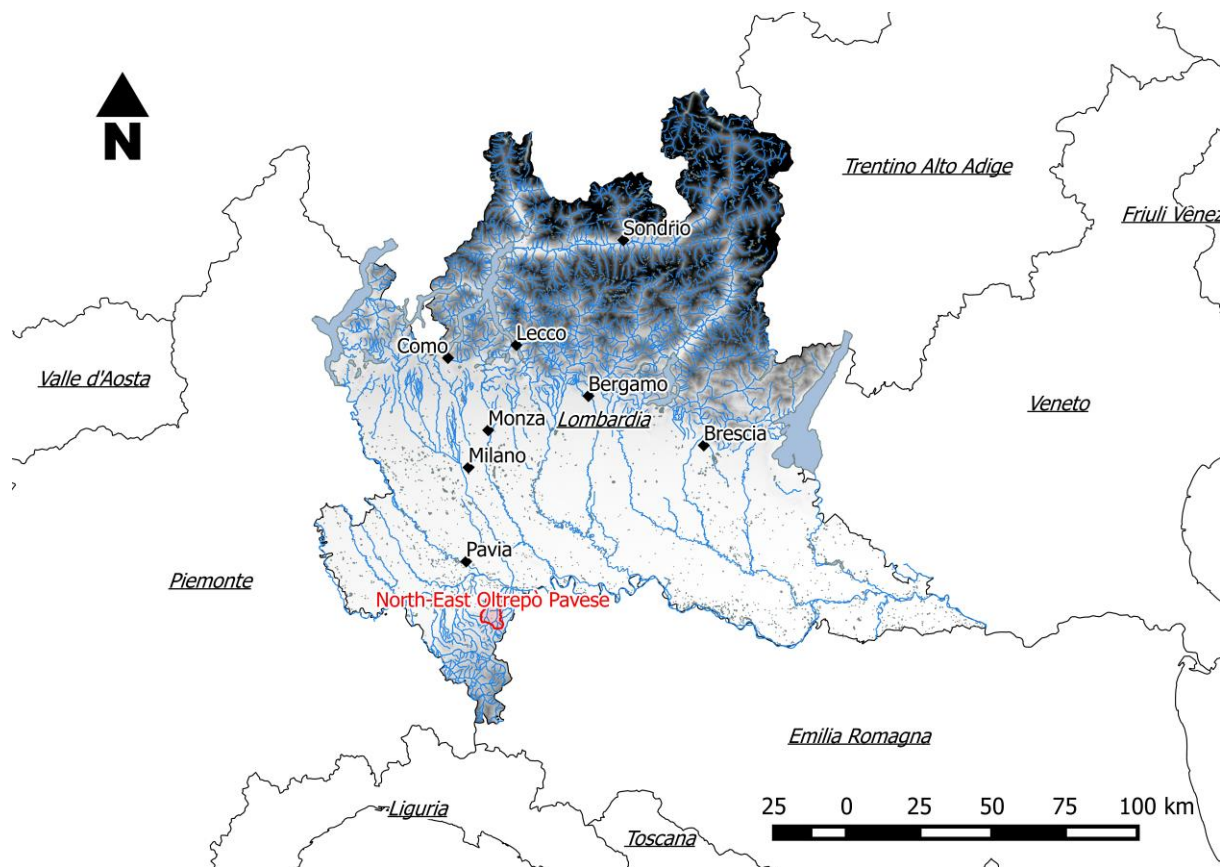 N
Trentino Alto Adige
Friuli Vênez
Sondrio
Lecco
Como
Valle d'Aosta
Bergamo
Lombardia
Veneto
Monza
Brescia
Milano
Pavia
Piemonte
North-East Oltrepò Pavese
Emilia Romagna
Liguria
25 0 25 50 75 100 km
Toscana